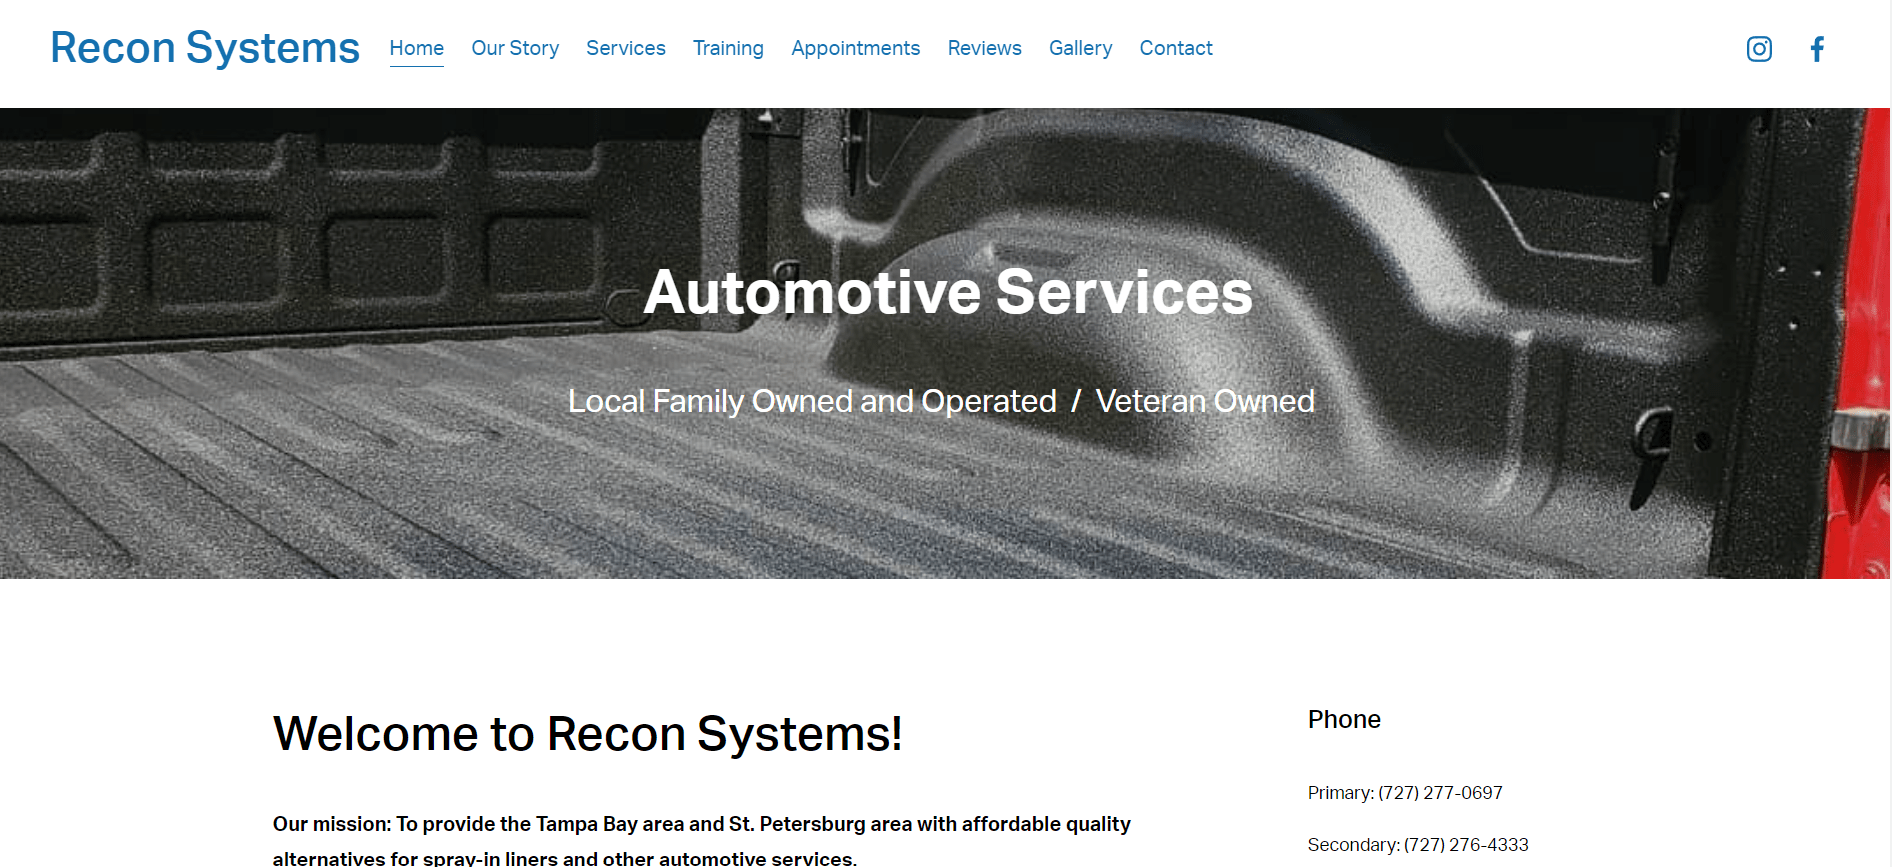 Recon Systems
Home Our Story Services Training Appointments Reviews Gallery Contact
Automotive Services
Local Family Owned and Operated / Veteran Owned
Welcome to Recon Systems!
Our mission: To provide the Tampa Bay area and St. Petersburg area with affordable quality
alternatives for spray-in liners and other automotive services.
Phone
Primary: (727) 277-0697
Secondary: (727) 276-4333